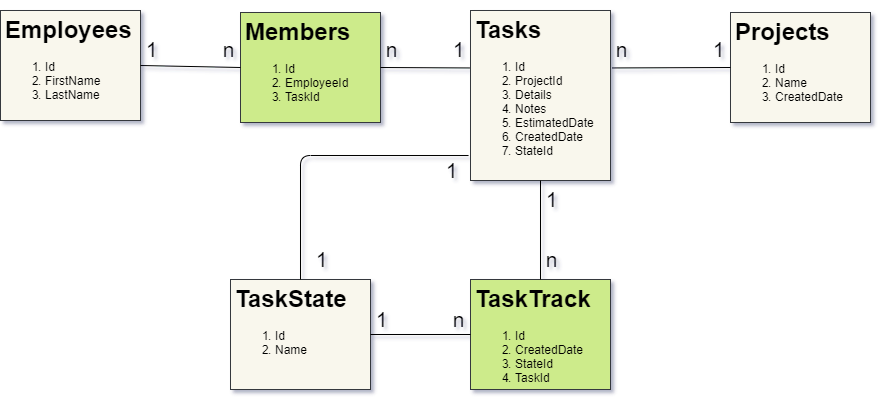 Employees
1. Id
2. FirstName
3. LastName
1
n
Members
1. Id
2. EmployeeId
3. TaskId
n
1
Tasks
1. Id
2. ProjectId
3. Details
4. Notes
5. EstimatedDate
6. CreatedDate
7. StateId
n
1
Projects
1. Id
2. Name
3. CreatedDate
1
1
1
n
TaskState
1. Id
2. Name
1
n
TaskTrack
1. Id
2. CreatedDate
3. StateId
4. TaskId